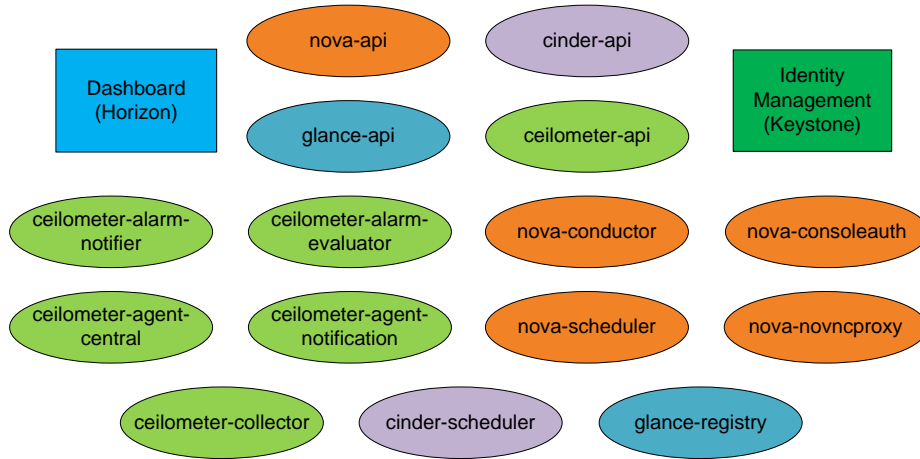 nova-api
cinder-api
Dashboard
(Horizon)
Identity
Management
(Keystone)
glance-api
ceilometer-api
ceilometer-alarm-
notifier
ceilometer-alarm-
evaluator
nova-conductor
nova-consoleauth
ceilometer-agent-
central
ceilometer-agent-
notification
nova-scheduler
nova-novncproxy
ceilometer-collector
cinder-scheduler
glance-registry